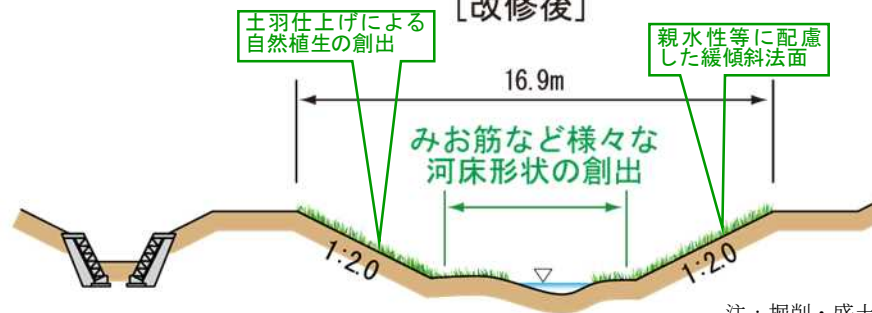 ［改修後］
土羽仕上げによる
自然植生の創出
親水性等に配慮
した緩傾斜法面
16.9m
みお筋など様々な
河床形状の創出
1:2.0
1:2.0
注：掘削・盛土